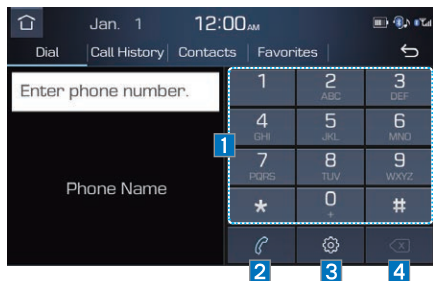 Jan. 1 12:00AM
Dial Call History Contacts Favorites
Enter phone number.
Phone Name
1 2 ABC 3 DEF
4 GHI 5 JKL 6 MNO
1
7 PQRS 8 TUV 9 WXYZ
* 0 + #
2 3 4